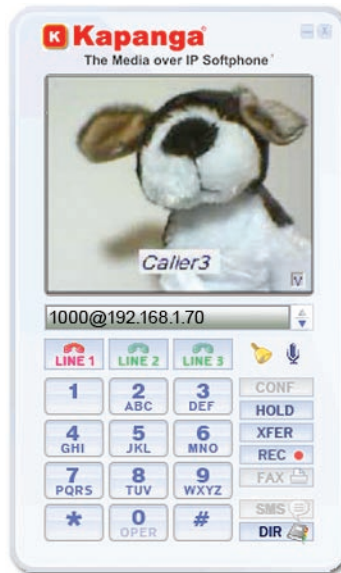 K Kapanga®
The Media over IP Softphone
Caller3
V
1000@192.168.1.70
LINE 1 LINE 2 LINE 3
1 2 3 CONF
ABC DEF HOLD
4 5 6 XFER
GHI JKL MNO REC
7 8 9 FAX
PQRS TUV WXYZ
* 0 # SMS
OPER DIR